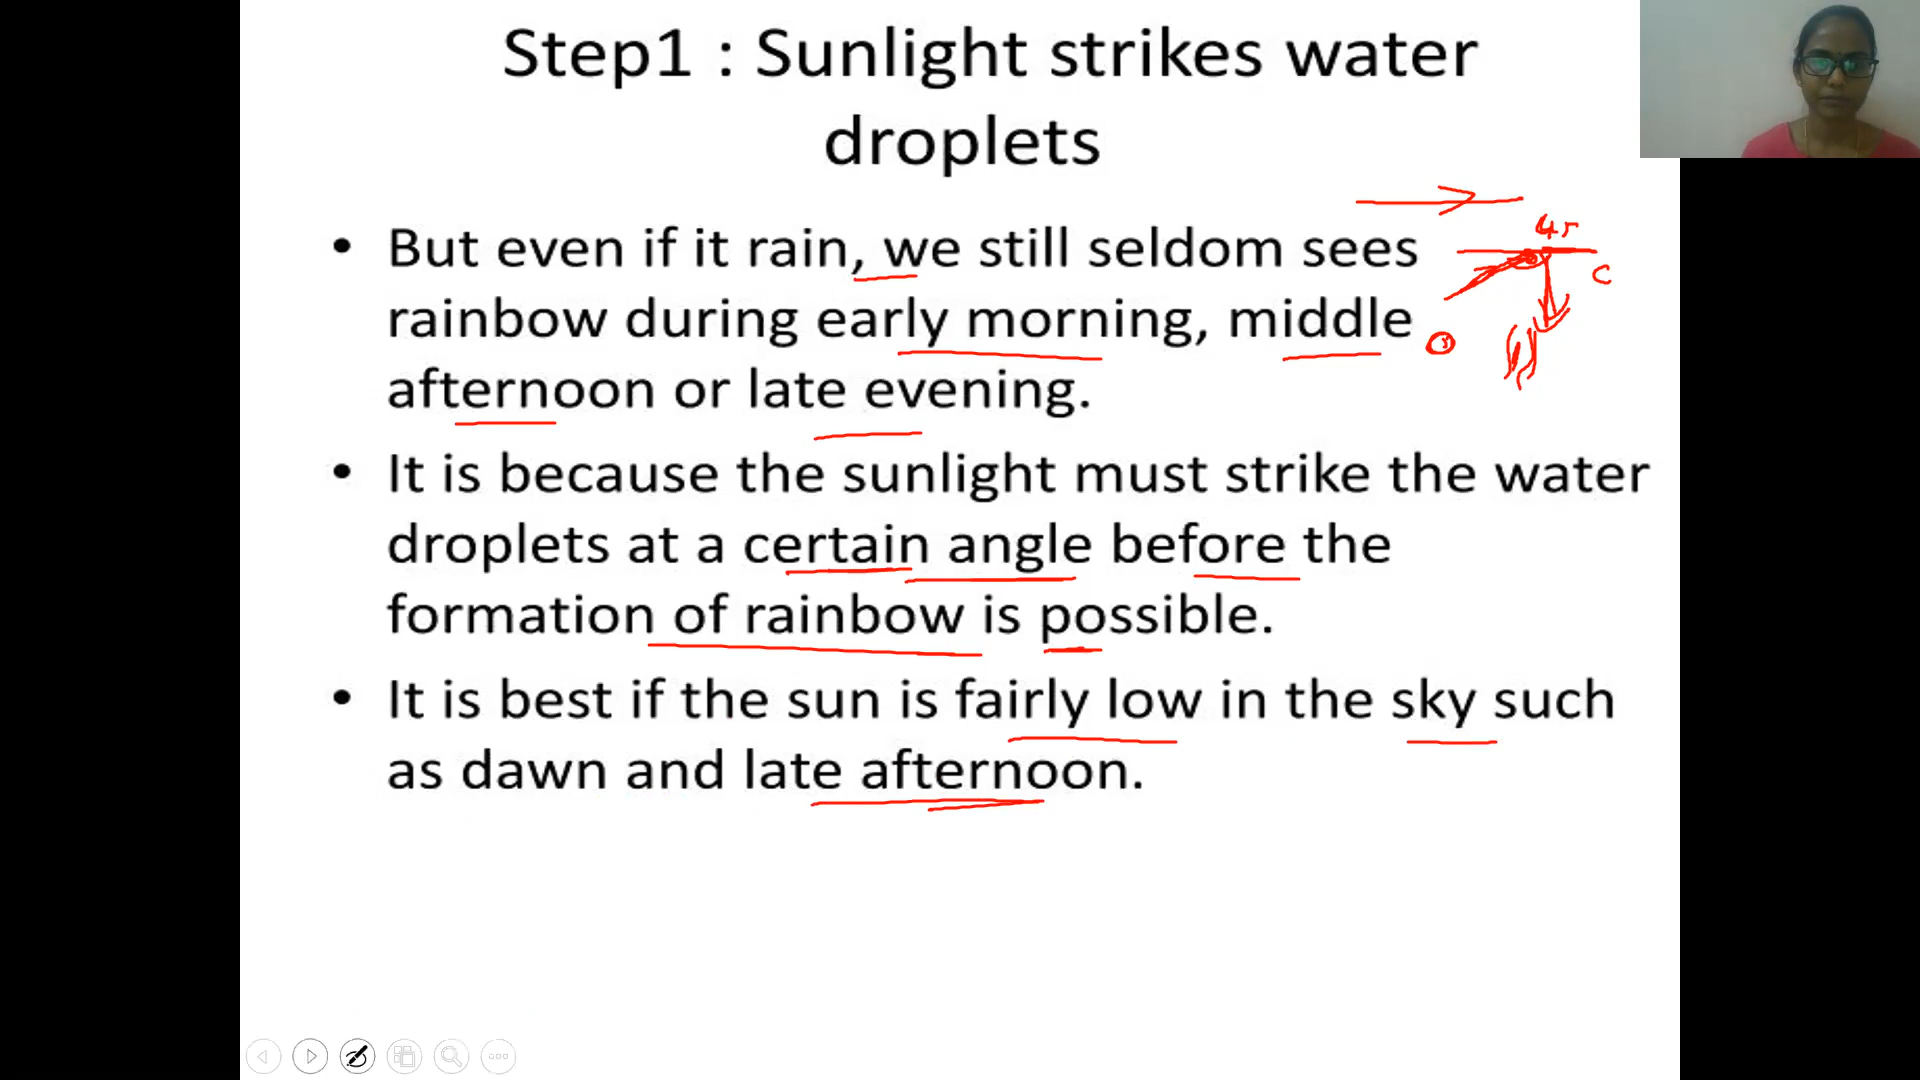 Step1 : Sunlight strikes water
droplets
• But even if it rain, we still seldom sees
rainbow during early morning, middle
afternoon or late evening.
• It is because the sunlight must strike the water
droplets at a certain angle before the
formation of rainbow is possible.
• It is best if the sun is fairly low in the sky such
as dawn and late afternoon.